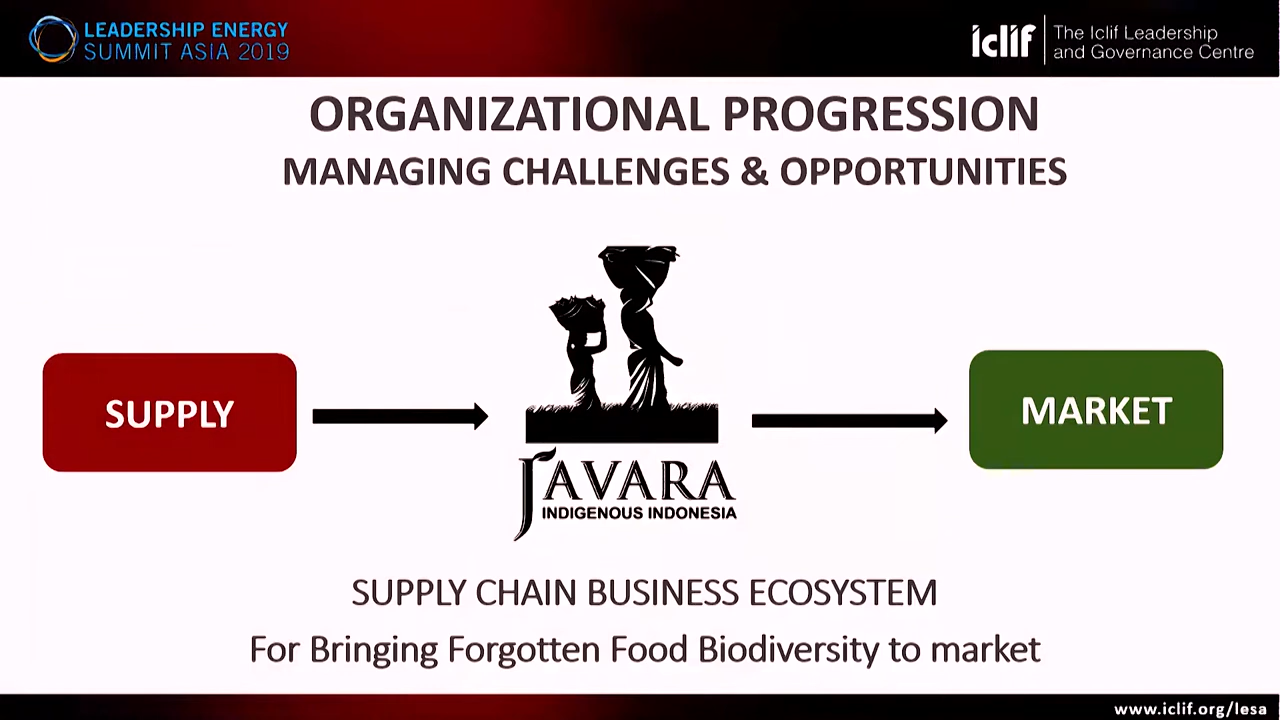 LEADERSHIP ENERGY
SUMMIT ASIA 2019
iclif
The Iclif Leadership
and Governance Centre
ORGANIZATIONAL PROGRESSION
MANAGING CHALLENGES & OPPORTUNITIES
SUPPLY
MARKET
JAVARA
INDIGENOUS INDONESIA
SUPPLY CHAIN BUSINESS ECOSYSTEM
For Bringing Forgotten Food Biodiversity to market
www.iclif.org/lesa